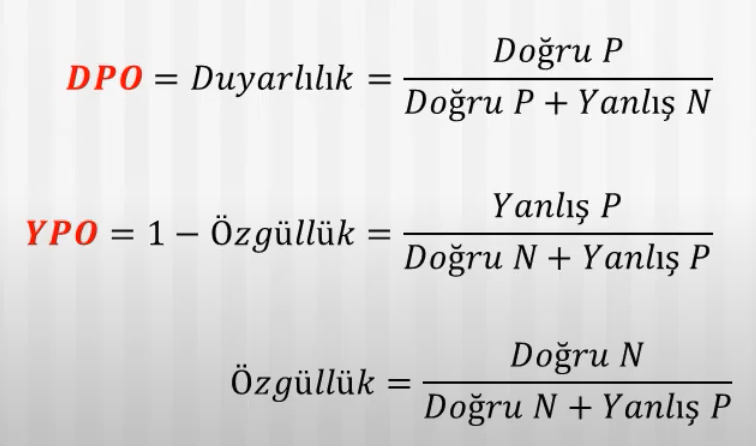 DPO = Duyarlılık = Doğru P / Doğru P + Yanlış N
YPO = 1 − Özgüllük = Yanlış P / Doğru N + Yanlış P
Özgüllük = Doğru N / Doğru N + Yanlış P